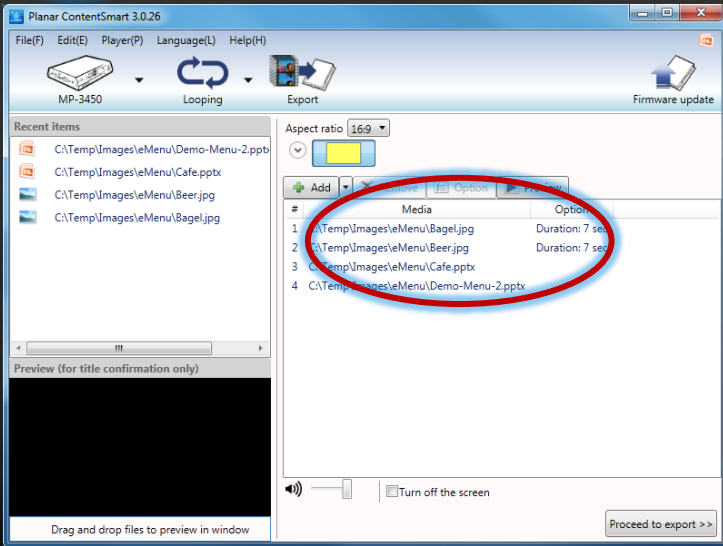 Planar ContentSmart 3.0.26
File(F) Edit(E) Player(P) Language(L) Help(H)
MP-3450 Looping Export Firmware update
Recent items
C:\Temp\Images\eMenu\Demo-Menu-2.pptx
C:\Temp\Images\eMenu\Cafe.pptx
C:\Temp\Images\eMenu\Beer.jpg
C:\Temp\Images\eMenu\Bagel.jpg
Preview (for title confirmation only)
Drag and drop files to preview in window
Aspect ratio 16:9
Add Remove Option Preview
# Media Option
1 C:\Temp\Images\eMenu\Bagel.jpg Duration: 7 sec
2 C:\Temp\Images\eMenu\Beer.jpg Duration: 7 sec
3 C:\Temp\Images\eMenu\Cafe.pptx
4 C:\Temp\Images\eMenu\Demo-Menu-2.pptx
Turn off the screen
Proceed to export >>